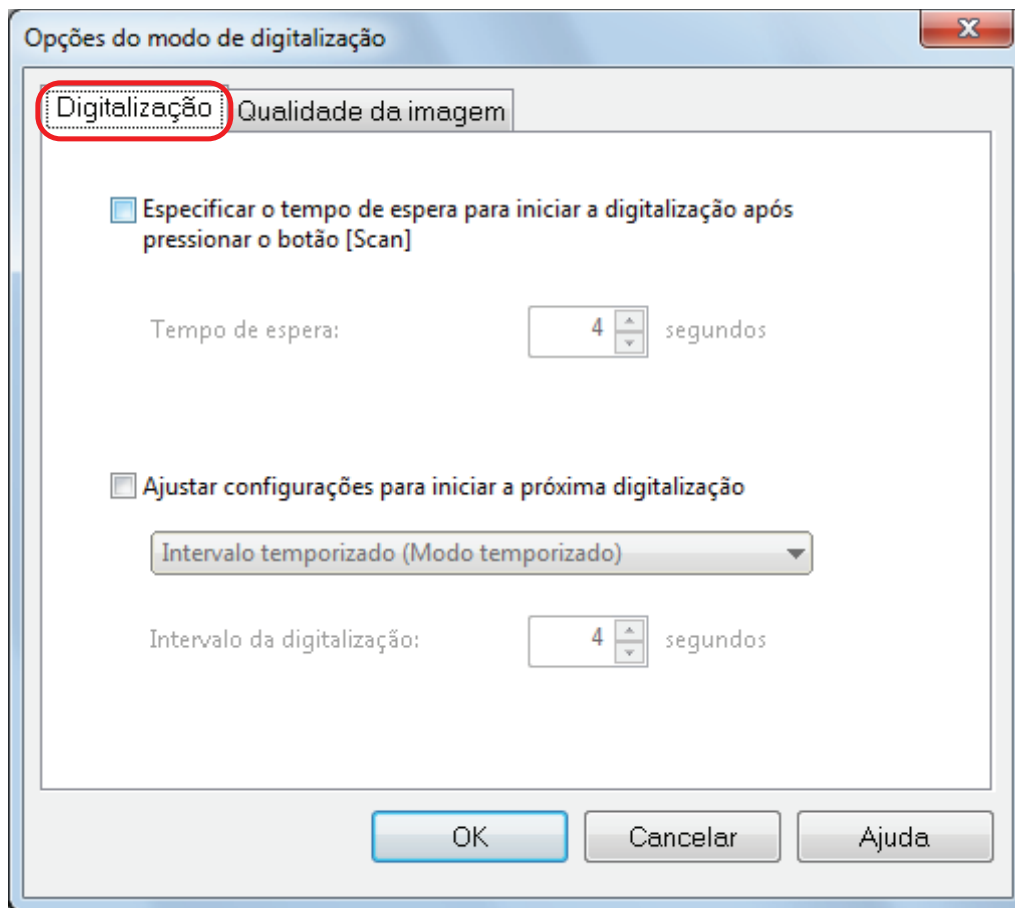 Opções do modo de digitalização
Digitalização
Qualidade da imagem
Especificar o tempo de espera para iniciar a digitalização após
pressionar o botão [Scan]
Tempo de espera: 4 segundos
Ajustar configurações para iniciar a próxima digitalização
Intervalo temporizado (Modo temporizado)
Intervalo da digitalização: 4 segundos
OK Cancelar Ajuda